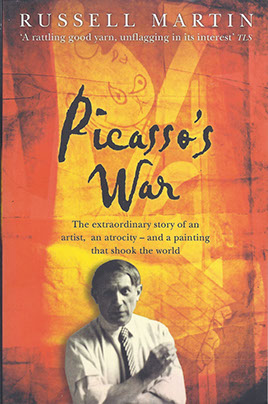 RUSSELL MARTIN
‘A rattling good yarn, unflagging in its interest’ TLS
Picasso’s
War
The extraordinary story of an
artist, an atrocity – and a painting
that shook the world